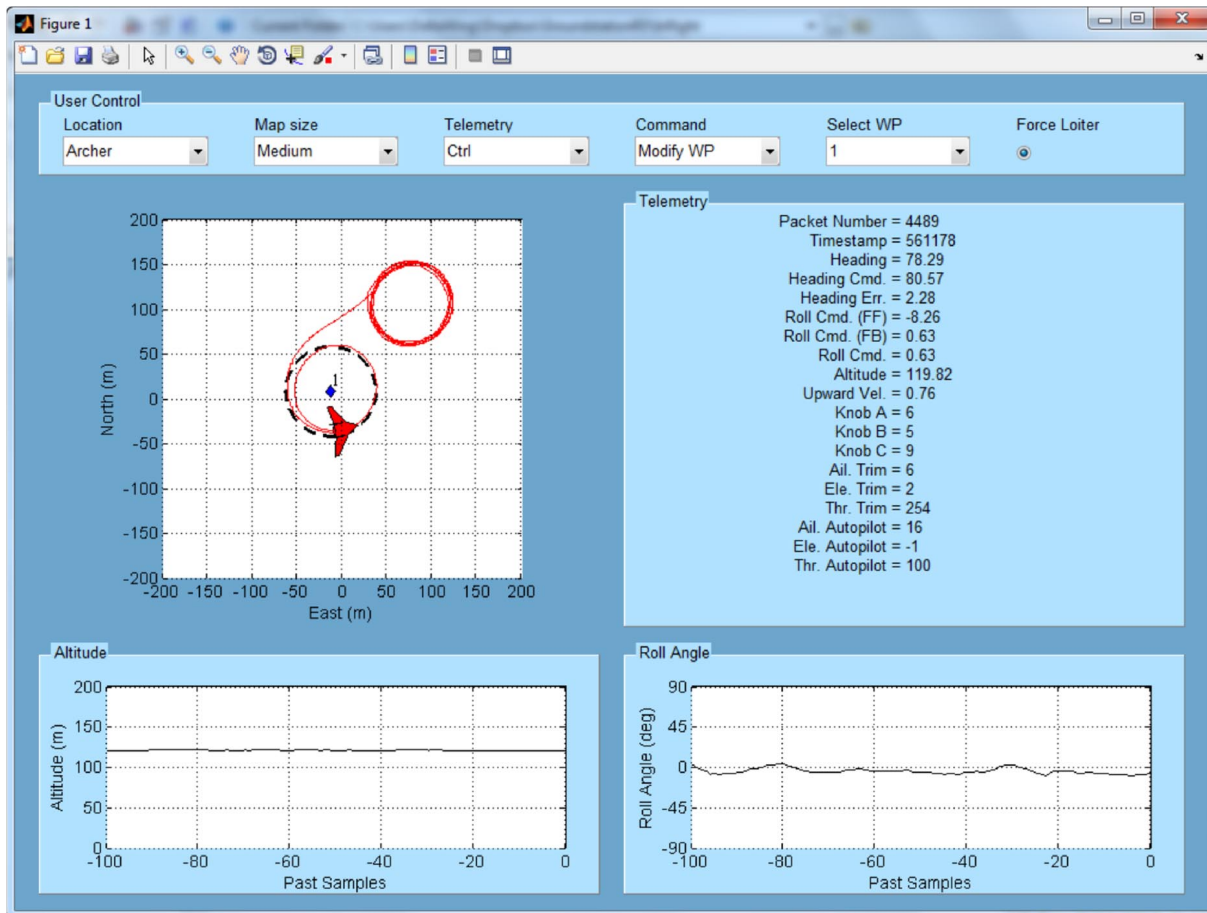 Figure 1
User Control
Location Map size Telemetry Command Select WP Force Loiter
Archer Medium Ctrl Modify WP 1
200
150
100
50
0
-50
-100
-150
-200
North (m)
1
-200 -150 -100 -50 0 50 100 150 200
East (m)
Telemetry
Packet Number = 4489
Timestamp = 561178
Heading = 78.29
Heading Cmd. = 80.57
Heading Err. = 2.28
Roll Cmd. (FF) = -8.26
Roll Cmd. (FB) = 0.63
Roll Cmd. = 0.63
Altitude = 119.82
Upward Vel. = 0.76
Knob A = 6
Knob B = 5
Knob C = 9
Ail. Trim = 6
Ele. Trim = 2
Thr. Trim = 254
Ail. Autopilot = 16
Ele. Autopilot = -1
Thr. Autopilot = 100
Altitude
200
150
100
50
0
Altitude (m)
-100 -80 -60 -40 -20 0
Past Samples
Roll Angle
90
45
0
-45
-90
Roll Angle (deg)
-100 -80 -60 -40 -20 0
Past Samples